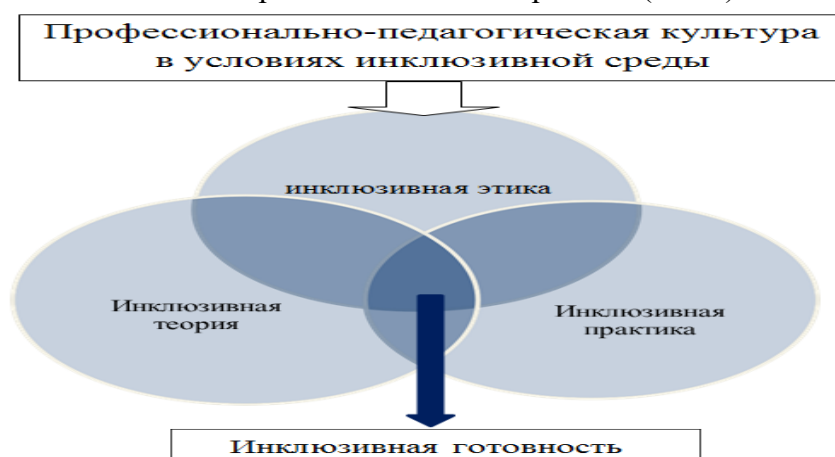 Профессионально-педагогическая культура
в условиях инклюзивной среды
инклюзивная этика
Инклюзивная
теория
Инклюзивная
практика
Инклюзивная готовность